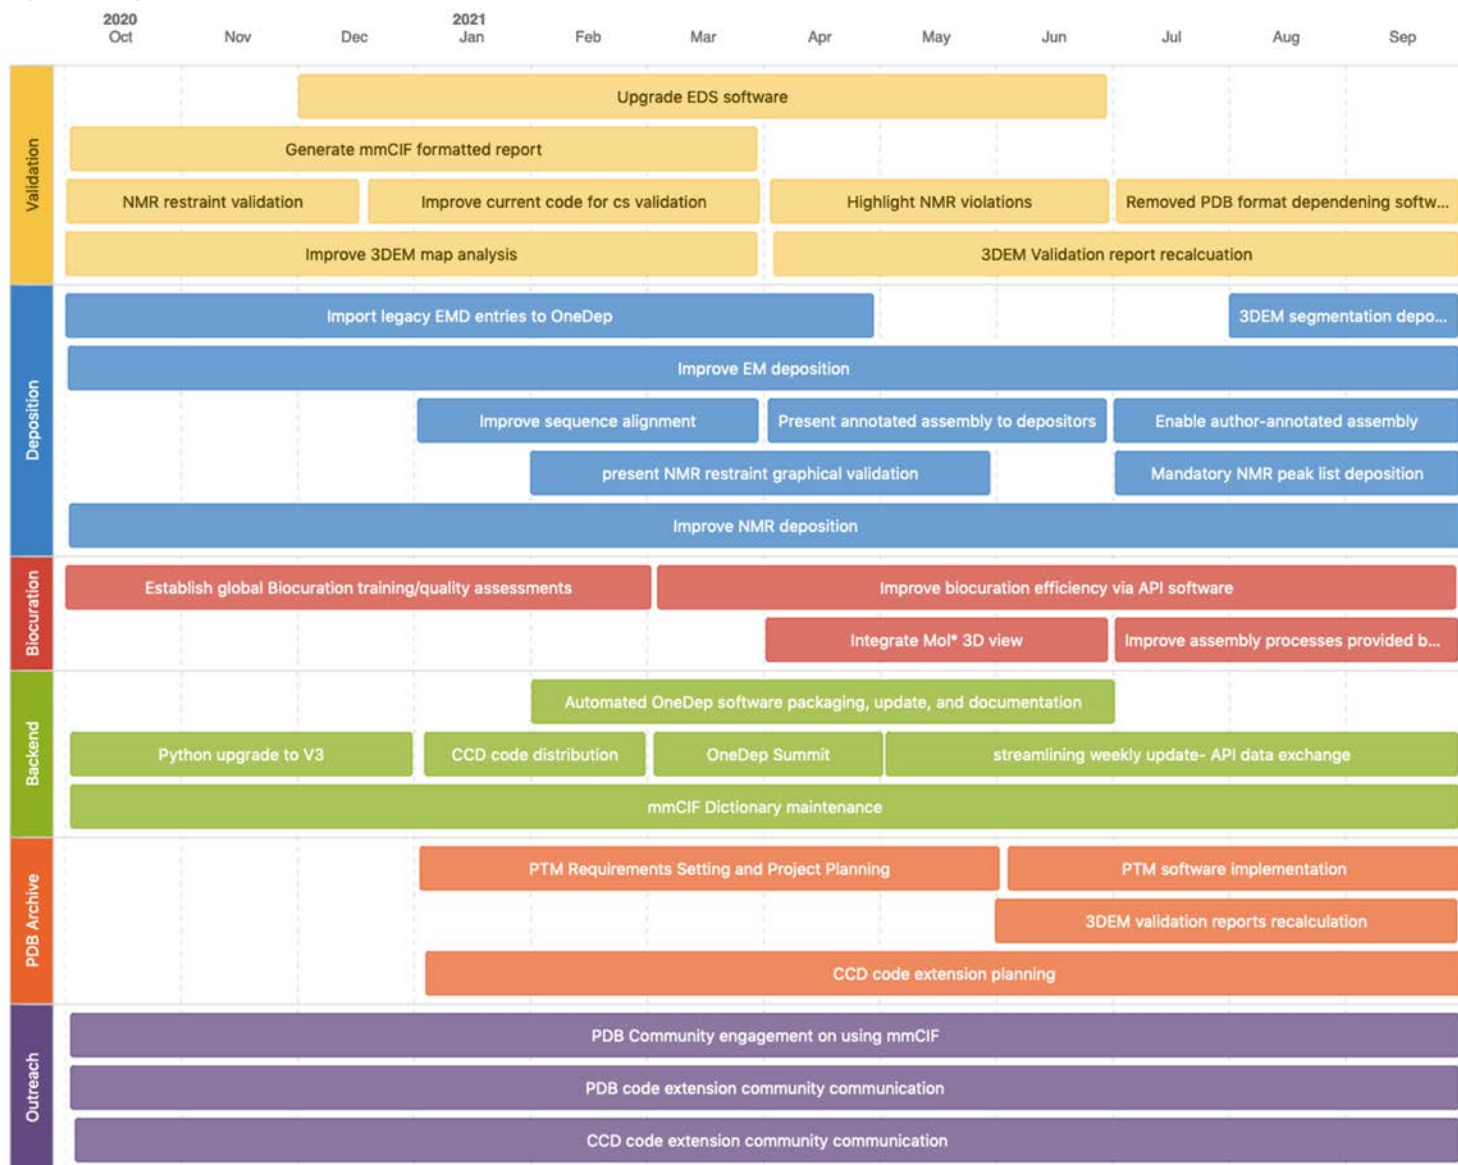 2020
2021
Oct Nov Dec Jan Feb Mar Apr May Jun Jul Aug Sep
Validation
Upgrade EDS software
Generate mmCIF formatted report
NMR restraint validation
Improve current code for cs validation
Highlight NMR violations
Removed PDB format dependening softw...
Improve 3DEM map analysis
3DEM Validation report recalcuation
Deposition
Import legacy EMD entries to OneDep
3DEM segmentation depo...
Improve EM deposition
Improve sequence alignment
Present annotated assembly to depositors
Enable author-annotated assembly
present NMR restraint graphical validation
Mandatory NMR peak list deposition
Improve NMR deposition
Biocuration
Establish global Biocuration training/quality assessments
Improve biocuration efficiency via API software
Integrate Mol* 3D view
Improve assembly processes provided b...
Backend
Automated OneDep software packaging, update, and documentation
Python upgrade to V3
CCD code distribution
OneDep Summit
streamlining weekly update- API data exchange
mmCIF Dictionary maintenance
PDB Archive
PTM Requirements Setting and Project Planning
PTM software implementation
3DEM validation reports recalculation
CCD code extension planning
Outreach
PDB Community engagement on using mmCIF
PDB code extension community communication
CCD code extension community communication